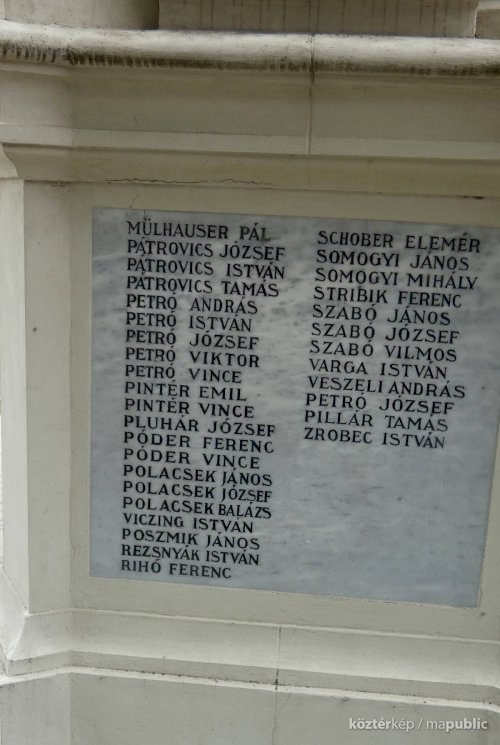 MÜLHAUSER PÁL
PÁTROVICS JÓZSEF
PÁTROVICS ISTVÁN
PÁTROVICS TAMÁS
PETRÓ ANDRÁS
PETRÓ ISTVÁN
PETRÓ JÓZSEF
PETRÓ VIKTOR
PETRÓ VINCE
PINTÉR EMIL
PINTÉR VINCE
PLUHÁR JÓZSEF
PÓDER FERENC
PÓDER VINCE
POLACSEK JÁNOS
POLACSEK JÓZSEF
POLACSEK BALÁZS
VICZING ISTVÁN
POSZMIK JÁNOS
REZSNYÁK ISTVÁN
RIHÓ FERENC
SCHOBER ELEMÉR
SOMOGYI JÁNOS
SOMOGYI MIHÁLY
STRIBIK FERENC
SZABÓ JÁNOS
SZABÓ JÓZSEF
SZABÓ VILMOS
VARGA ISTVÁN
VESZELI ANDRÁS
PETRÓ JÓZSEF
PILLÁR TAMÁS
ZROBEC ISTVÁN
köztérkép / mapublic